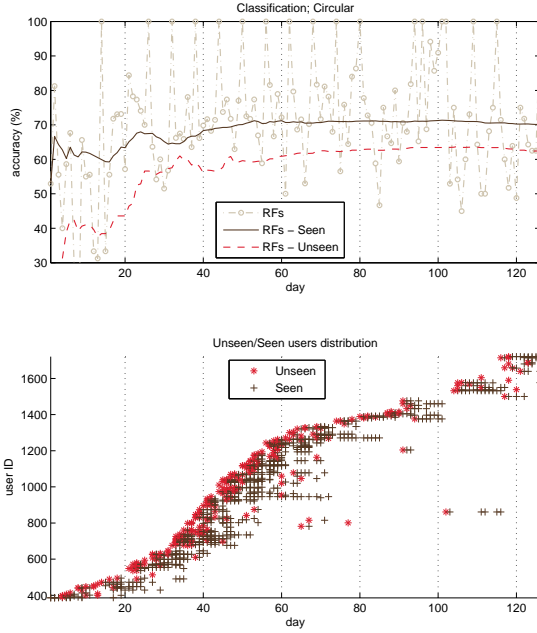 Classification; Circular
100
90
80
70
60
50
40
30
accuracy (%)
RFs
RFs – Seen
RFs – Unseen
20 40 60 80 100 120
day
Unseen/Seen users distribution
1600
1400
1200
1000
800
600
400
user ID
Unseen
Seen
20 40 60 80 100 120
day